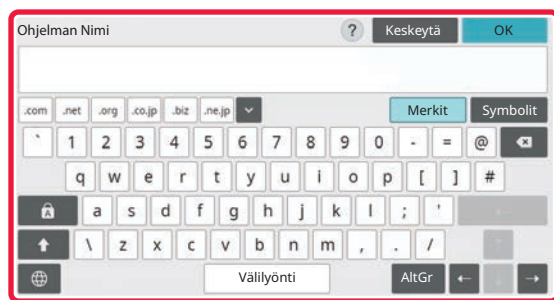 Ohjelman Nimi ? Keskeytä OK
.com .net .org .co.jp .biz .ne.jp Merkit Symbolit
` 1 2 3 4 5 6 7 8 9 0 - = @
q w e r t y u i o p [ ] #
A a s d f g h j k l ; '
\ z x c v b n m , . /
Välilyönti AltGr